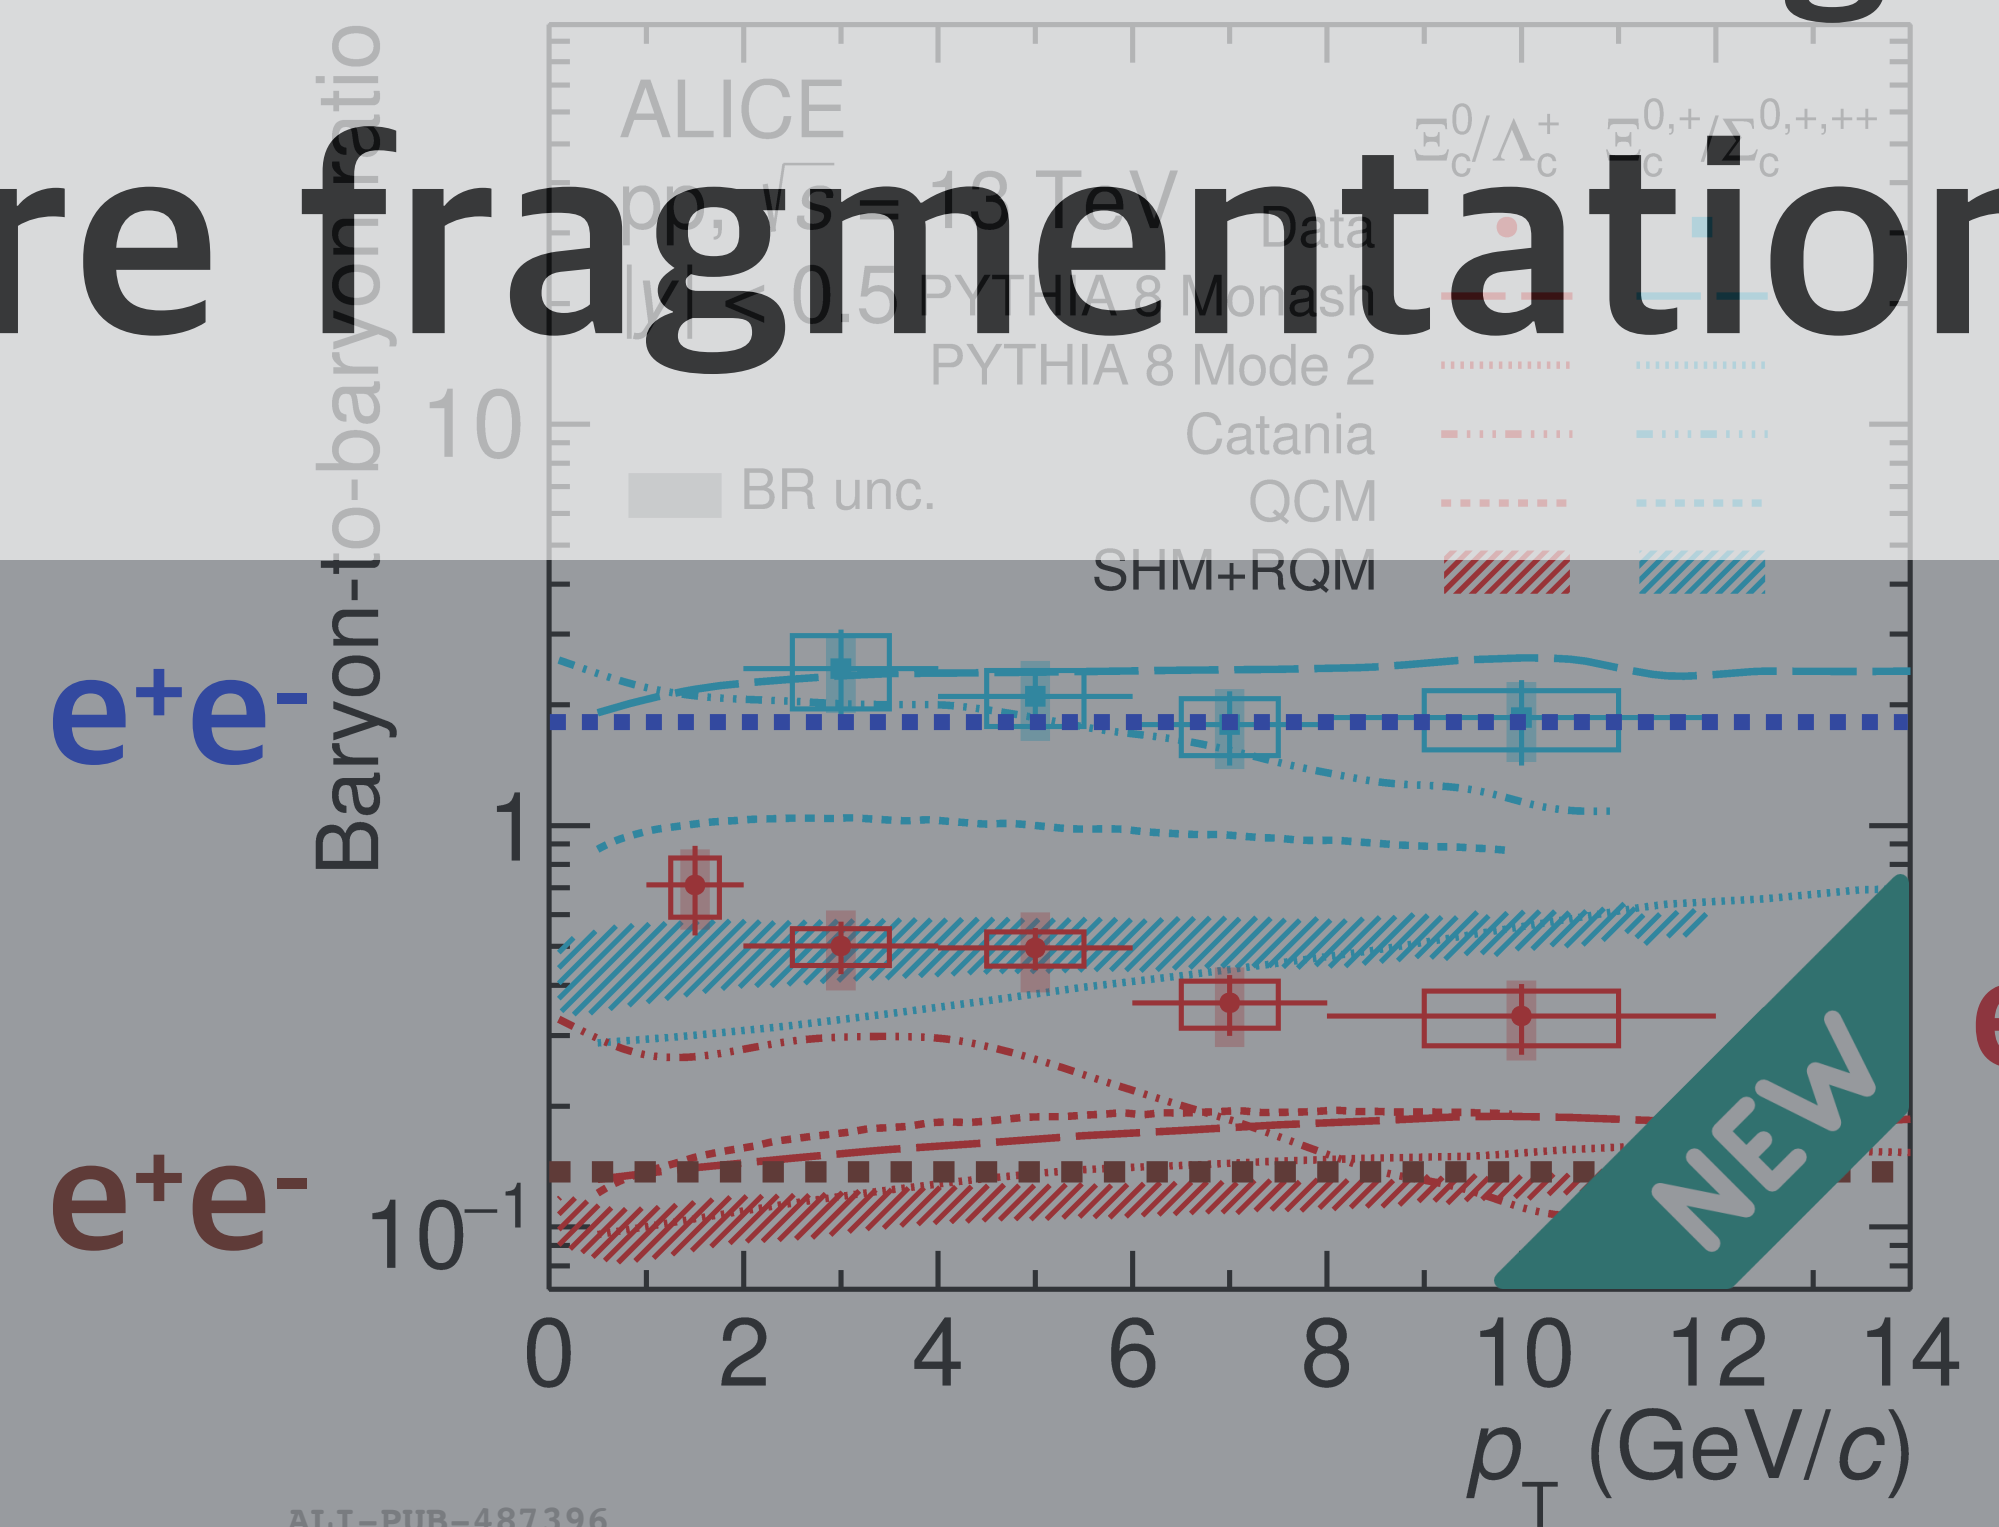 re fragmentation
Baryon-to-baryon ratio
ALICE
pp, √s = 13 TeV
|y| < 0.5
Ξc0/Λc+ Ξc0,+/Σc0,+,++
Data
PYTHIA 8 Monash
PYTHIA 8 Mode 2
Catania
QCM
SHM+RQM
BR unc.
10
1
10−1
e+e-
e+e-
NEW
0 2 4 6 8 10 12 14
pT (GeV/c)
ALI-PUB-487396